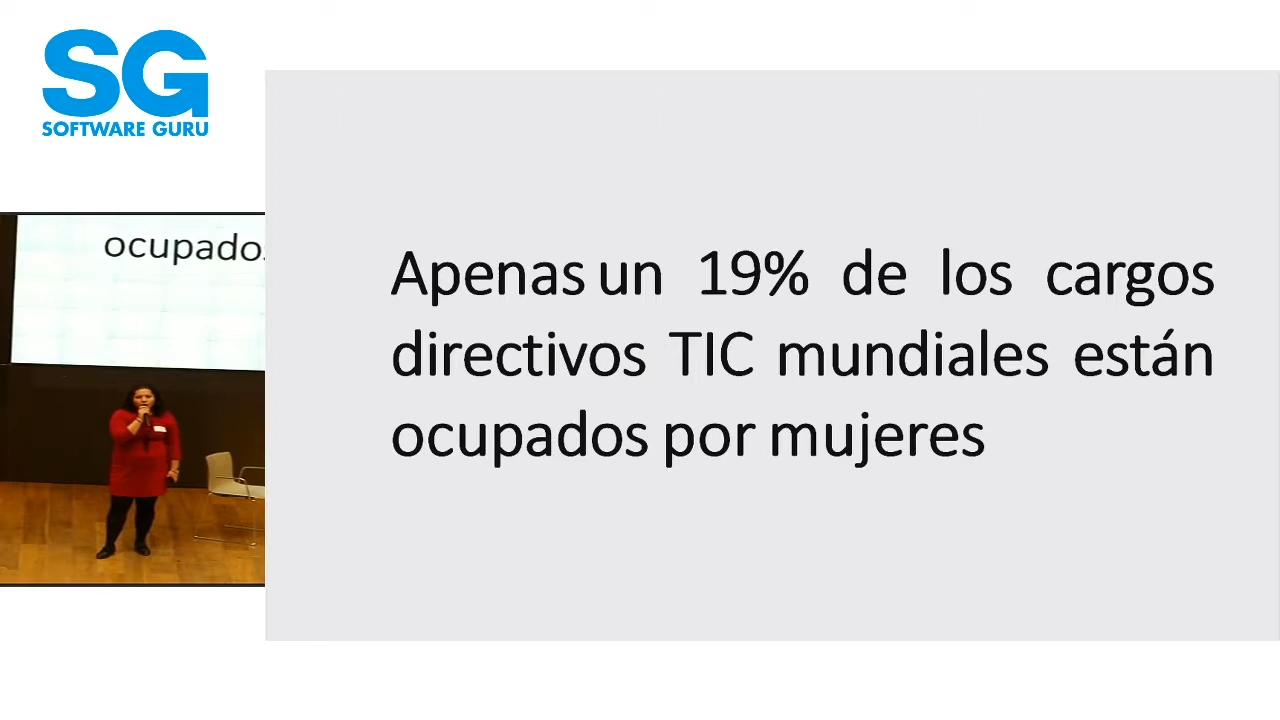 SG
SOFTWARE GURU
ocupado
Apenas un 19% de los cargos
directivos TIC mundiales están
ocupados por mujeres